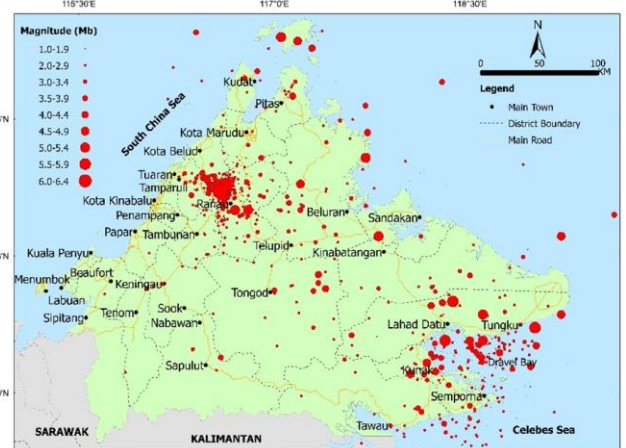 115°30'E
117°0'E
118°30'E
Magnitude (Mb)
1.0-1.9
2.0-2.9
3.0-3.4
3.5-3.9
4.0-4.4
4.5-4.9
5.0-5.4
5.5-5.9
6.0-6.4
N
0 50 100
KM
Legend
Main Town
District Boundary
Main Road
South China Sea
Kudat
Pitas
Kota Marudu
Kota Belud
Tuaran
Tamparuli
Kota Kinabalu
Ranau
Penampang
Beluran
Sandakan
Papar
Tambunan
Telupid
Kinabatangan
Kuala Penyu
Beaufort
Menumbok
Keningau
Labuan
Tongod
Sipitang
Tenom
Sook
Nabawan
Lahad Datu
Tungku
Sapulut
Kunak
Dravel Bay
Semporna
Tawau
SARAWAK
KALIMANTAN
Celebes Sea